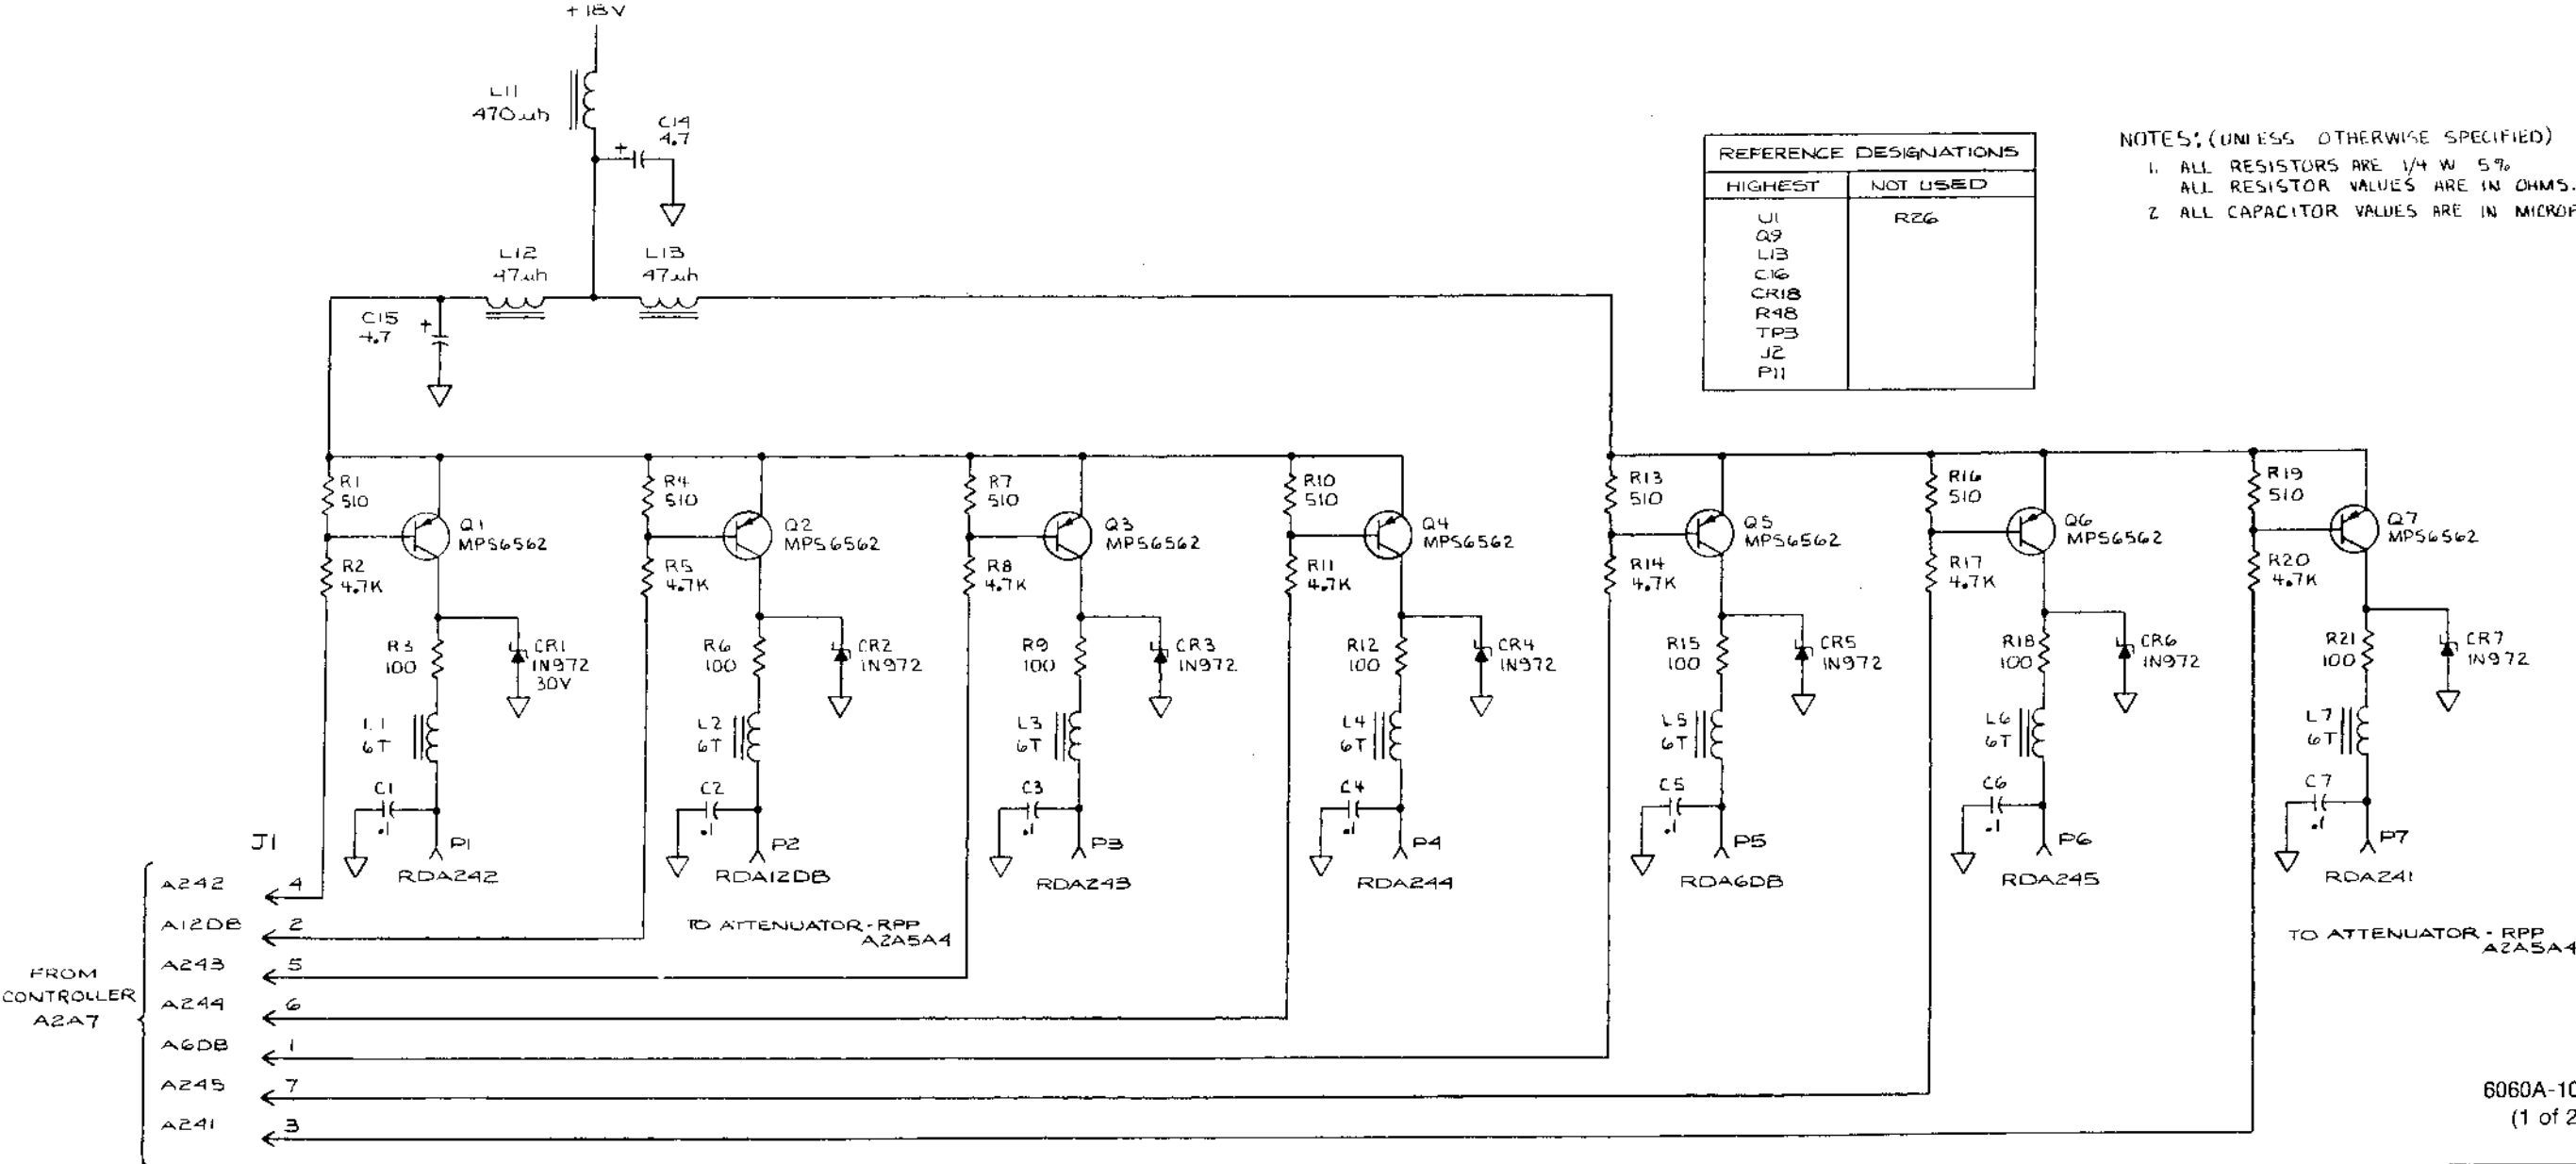 +18V
L11
470uh
C14
4.7
+
L12
47uh
L13
47uh
C15
4.7
+
REFERENCE DESIGNATIONS
HIGHEST NOT USED
U1 R26
Q9
L13
C16
CR18
R48
TP3
J2
P11
NOTES: (UNLESS OTHERWISE SPECIFIED)
1. ALL RESISTORS ARE 1/4 W 5%
ALL RESISTOR VALUES ARE IN OHMS.
2 ALL CAPACITOR VALUES ARE IN
R1
510
Q1
MPS6562
R2
4.7K
R3
100
CR1
1N972
30V
L1
6T
C1
.1
P1
RDA242
R4
510
Q2
MPS6562
R5
4.7K
R6
100
CR2
1N972
L2
6T
C2
.1
P2
RDA12DB
R7
510
Q3
MPS6562
R8
4.7K
R9
100
CR3
1N972
L3
6T
C3
.1
P3
RDA243
R10
510
Q4
MPS6562
R11
4.7K
R12
100
CR4
1N972
L4
6T
C4
.1
P4
RDA244
R13
510
Q5
MPS6562
R14
4.7K
R15
100
CR5
1N972
L5
6T
C5
.1
P5
RDA6DB
R16
510
Q6
MPS6562
R17
4.7K
R18
100
CR6
1N972
L6
6T
C6
.1
P6
RDA245
R19
510
Q7
MPS6562
R20
4.7K
R21
100
CR7
1N972
L7
6T
C7
.1
P7
RDA241
TO ATTENUATOR-RPP
A2A5A4
TO ATTENUATOR - RPP
A2A5A4
J1
A242 4
A12DB 2
A243 5
A244 6
A6DB 1
A245 7
A241 3
FROM
CONTROLLER
A2A7
6060A-10
(1 of 2